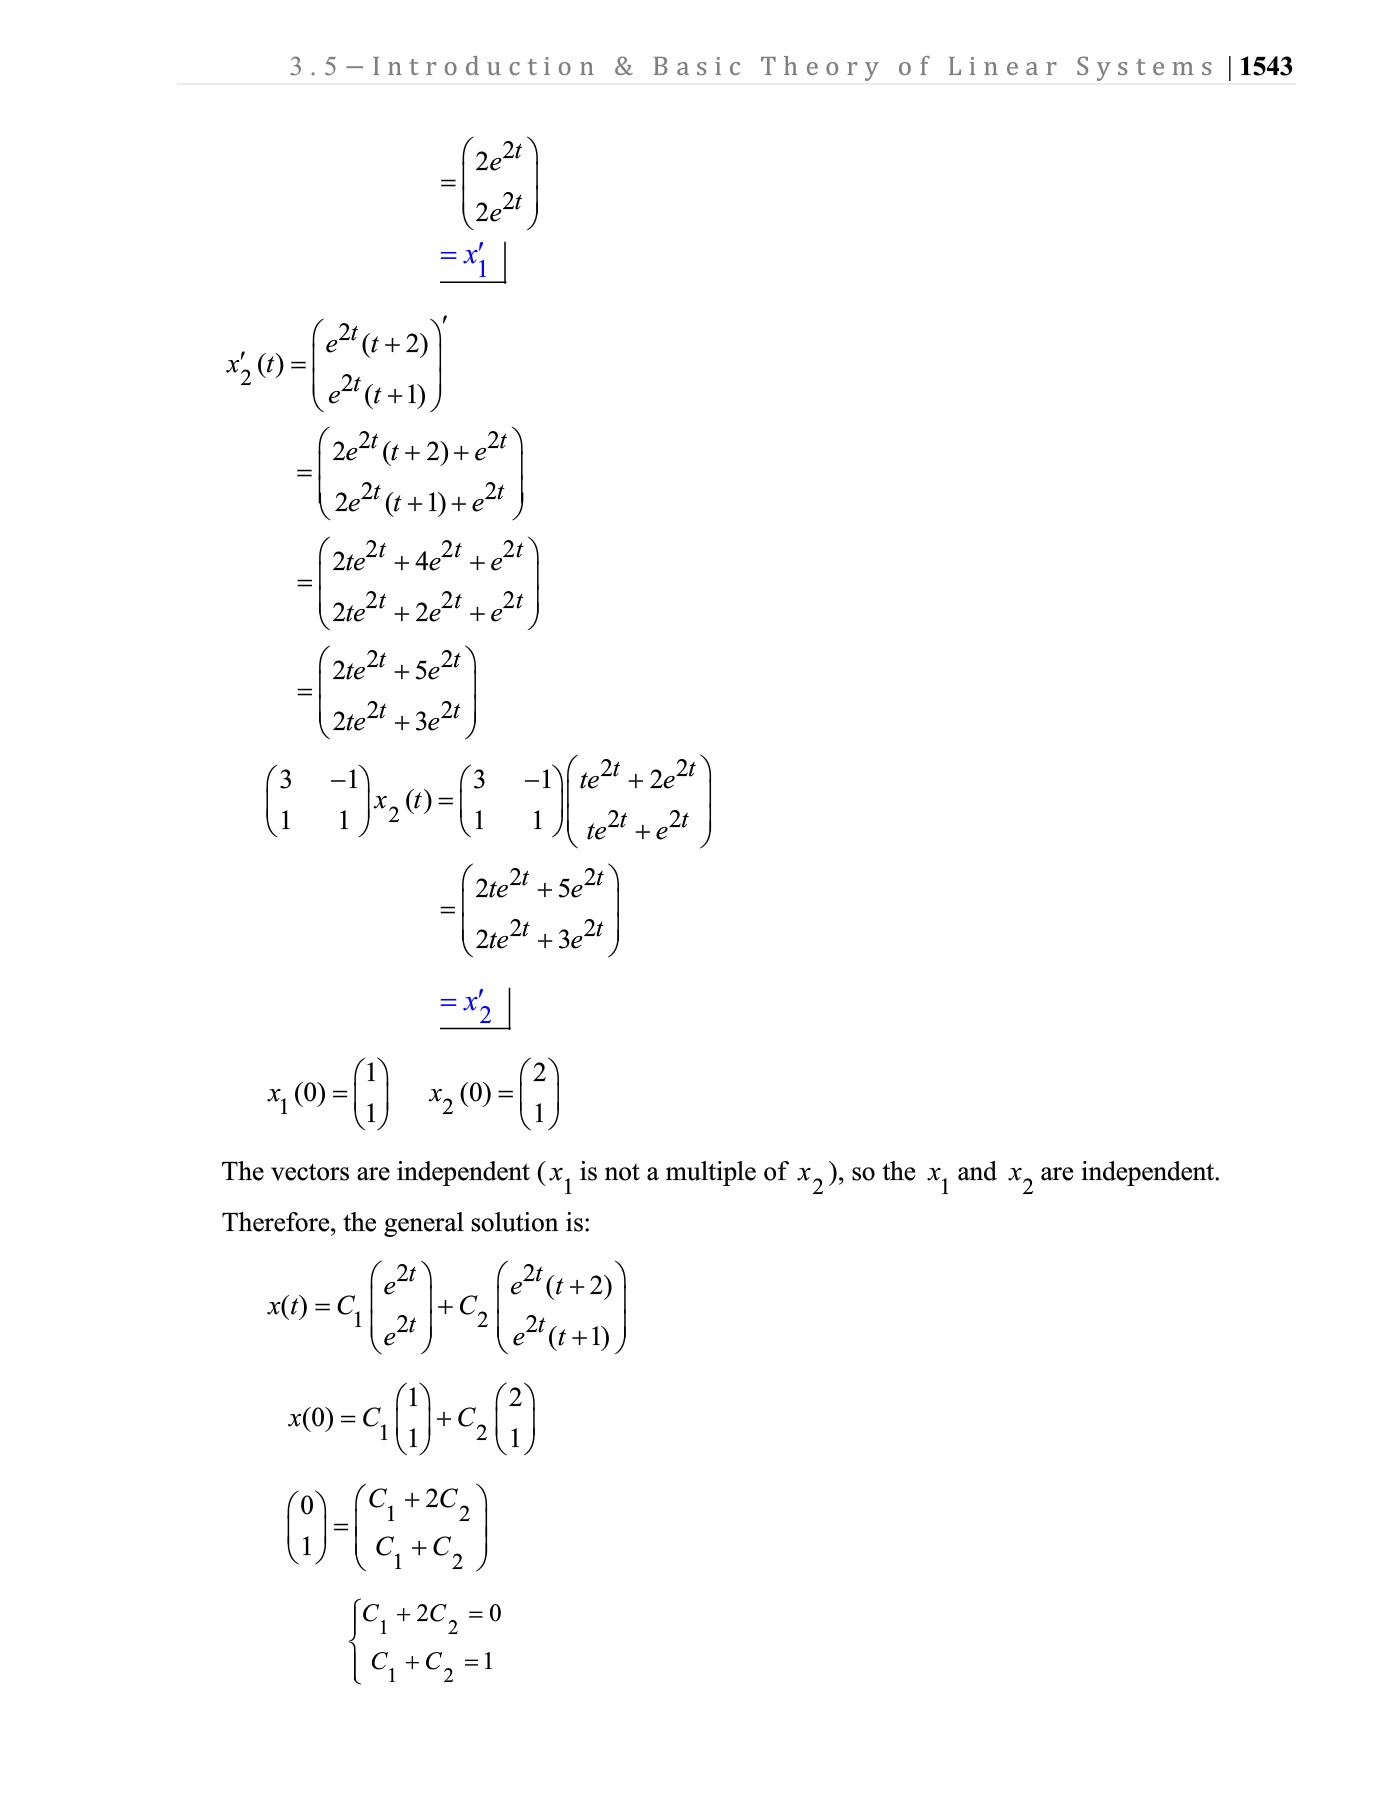 3.5 – Introduction & Basic Theory of Linear Systems | 1543
= \begin{pmatrix} 2e^{2t} \\ 2e^{2t} \end{pmatrix}
= x'_1
x'_2(t) = \begin{pmatrix} e^{2t}(t+2) \\ e^{2t}(t+1) \end{pmatrix}'
= \begin{pmatrix} 2e^{2t}(t+2) + e^{2t} \\ 2e^{2t}(t+1) + e^{2t} \end{pmatrix}
= \begin{pmatrix} 2te^{2t} + 4e^{2t} + e^{2t} \\ 2te^{2t} + 2e^{2t} + e^{2t} \end{pmatrix}
= \begin{pmatrix} 2te^{2t} + 5e^{2t} \\ 2te^{2t} + 3e^{2t} \end{pmatrix}
\begin{pmatrix} 3 & -1 \\ 1 & 1 \end{pmatrix} x_2(t) = \begin{pmatrix} 3 & -1 \\ 1 & 1 \end{pmatrix} \begin{pmatrix} te^{2t} + 2e^{2t} \\ te^{2t} + e^{2t} \end{pmatrix}
= \begin{pmatrix} 2te^{2t} + 5e^{2t} \\ 2te^{2t} + 3e^{2t} \end{pmatrix}
= x'_2
x_1(0) = \begin{pmatrix} 1 \\ 1 \end{pmatrix} x_2(0) = \begin{pmatrix} 2 \\ 1 \end{pmatrix}
The vectors are independent (x_1 is not a multiple of x_2), so the x_1 and x_2 are independent.
Therefore, the general solution is:
x(t) = C_1 \begin{pmatrix} e^{2t} \\ e^{2t} \end{pmatrix} + C_2 \begin{pmatrix} e^{2t}(t+2) \\ e^{2t}(t+1) \end{pmatrix}
x(0) = C_1 \begin{pmatrix} 1 \\ 1 \end{pmatrix} + C_2 \begin{pmatrix} 2 \\ 1 \end{pmatrix}
\begin{pmatrix} 0 \\ 1 \end{pmatrix} = \begin{pmatrix} C_1 + 2C_2 \\ C_1 + C_2 \end{pmatrix}
\begin{cases} C_1 + 2C_2 = 0 \\ C_1 + C_2 = 1 \end{cases}